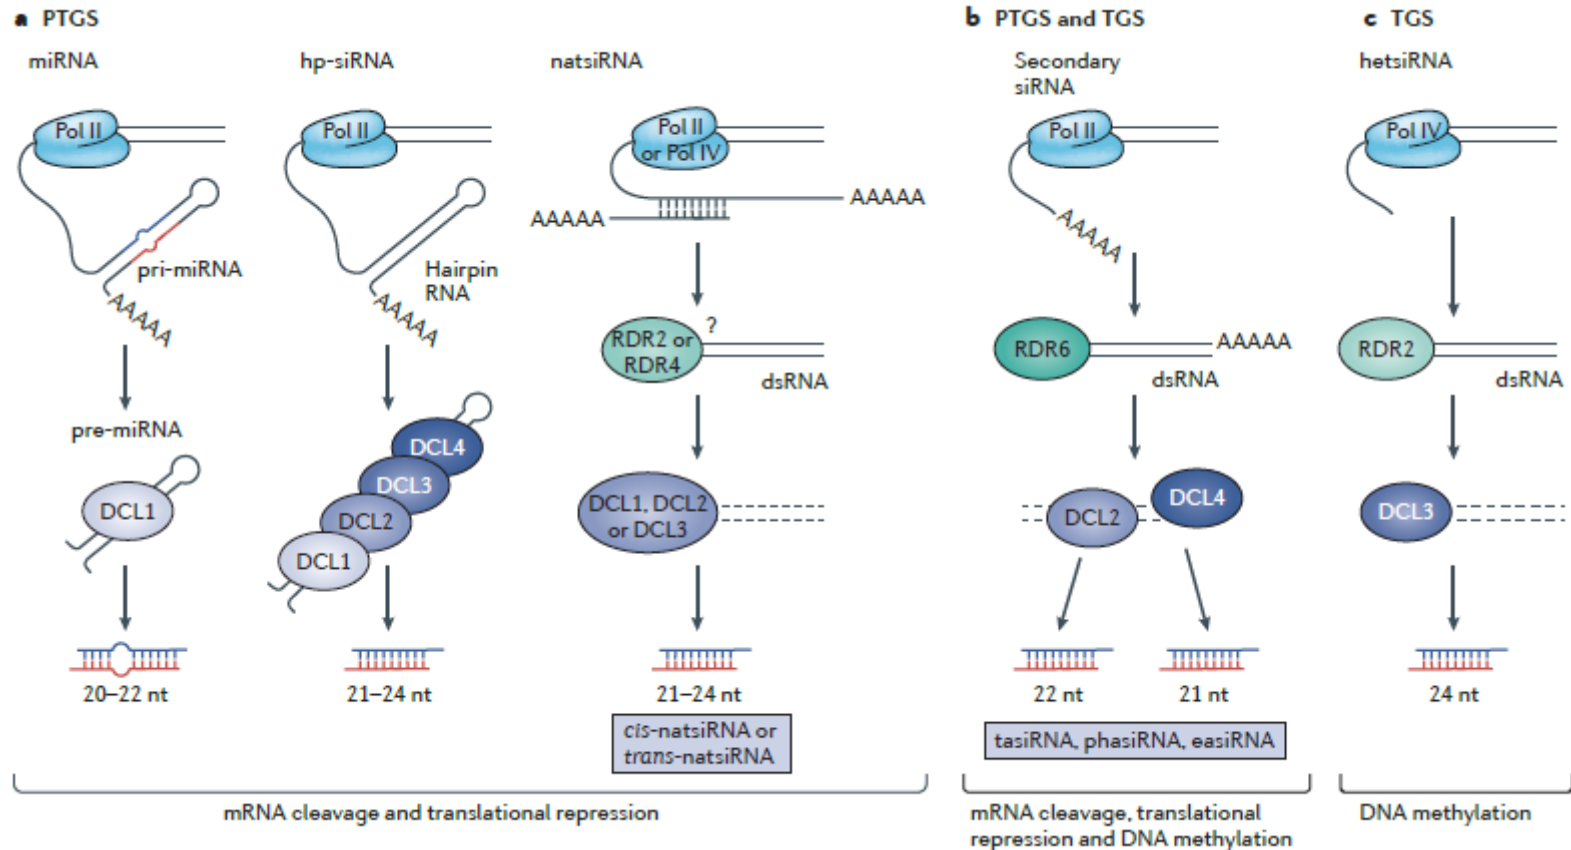 a PTGS
miRNA
Pol II
pri-miRNA
AAAAA
pre-miRNA
DCL1
20–22 nt
hp-siRNA
Pol II
Hairpin
RNA
AAAAA
DCL4
DCL3
DCL2
DCL1
21–24 nt
natsiRNA
Pol II
or Pol IV
AAAAA
AAAAA
?
RDR2 or
RDR4
dsRNA
DCL1, DCL2
or DCL3
21–24 nt
cis-natsiRNA or
trans-natsiRNA
mRNA cleavage and translational repression
b PTGS and TGS
Secondary
siRNA
Pol II
AAAAA
RDR6
AAAAA
dsRNA
DCL2
DCL4
22 nt
21 nt
tasiRNA, phasiRNA, easiRNA
mRNA cleavage, translational
repression and DNA methylation
c TGS
hetsiRNA
Pol IV
RDR2
dsRNA
DCL3
24 nt
DNA methylation